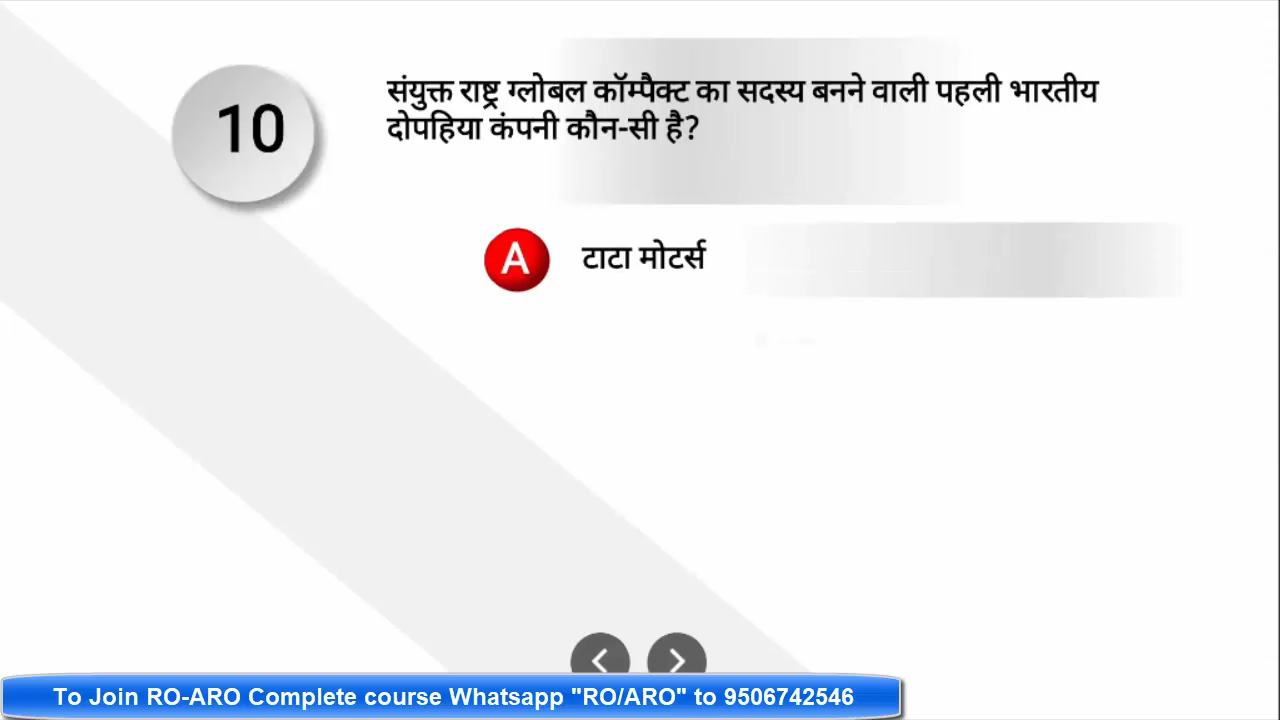 10
संयुक्त राष्ट्र ग्लोबल कॉम्पैक्ट का सदस्य बनने वाली पहली भारतीय
दोपहिया कंपनी कौन-सी है?
A टाटा मोटर्स
To Join RO-ARO Complete course Whatsapp "RO/ARO" to 9506742546